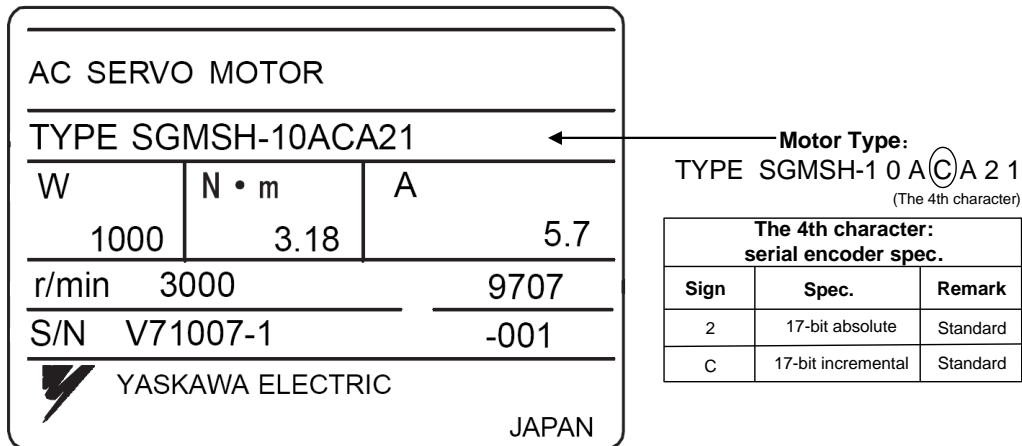 AC SERVO MOTOR
TYPE SGMSH-10ACA21
W N・m A
1000 3.18 5.7
r/min 3000 9707
S/N V71007-1 -001
YASKAWA ELECTRIC
JAPAN
Motor Type:
TYPE SGMSH-1 0 A C A 2 1
(The 4th character)
The 4th character:
serial encoder spec.
Sign Spec. Remark
2 17-bit absolute Standard
C 17-bit incremental Standard